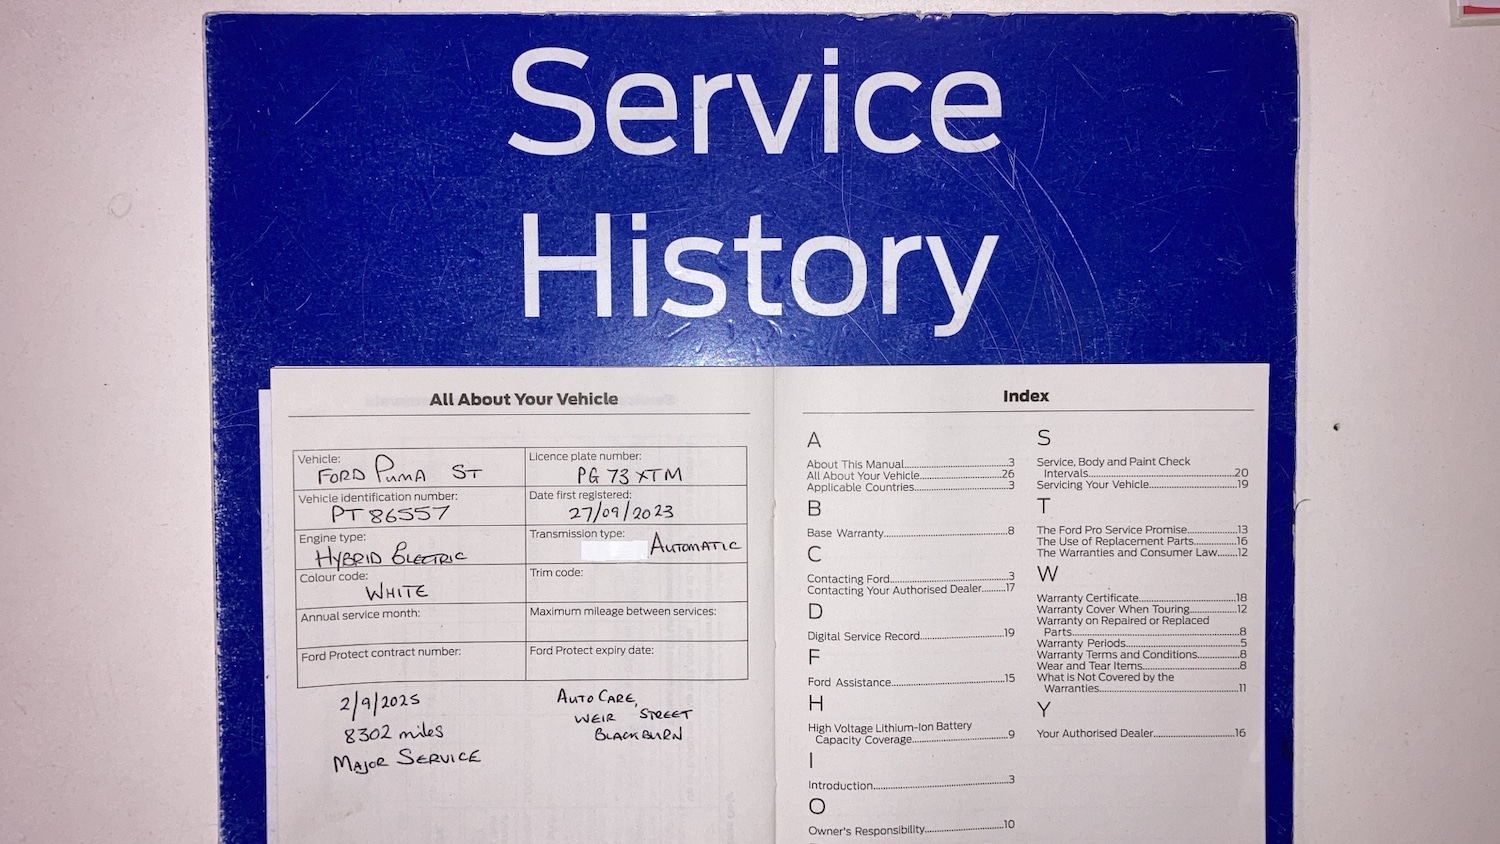 Service
History
All About Your Vehicle
Vehicle:
FORD PUMA ST
Licence plate number:
PG 73 XTM
Vehicle identification number:
PT 86557
Date first registered:
27/09/2023
Engine type:
HYBRID ELECTRIC
Transmission type:
AUTOMATIC
Colour code:
WHITE
Trim code:
Annual service month:
Maximum mileage between services:
Ford Protect contract number:
Ford Protect expiry date:
2/9/2025
8302 miles
MAJOR SERVICE
AUTO CARE,
WEIR STREET
BLACKBURN
Index
A
About This Manual....................................3
All About Your Vehicle.............................26
Applicable Countries.................................3
B
Base Warranty..........................................8
C
Contacting Ford........................................3
Contacting Your Authorised Dealer.......17
D
Digital Service Record.............................19
F
Ford Assistance.......................................15
H
High Voltage Lithium-Ion Battery
Capacity Coverage................................9
I
Introduction..............................................3
O
Owner's Responsibility............................10
S
Service, Body and Paint Check
Intervals................................................20
Servicing Your Vehicle.............................19
T
The Ford Pro Service Promise................13
The Use of Replacement Parts..............16
The Warranties and Consumer Law......12
W
Warranty Certificate...............................18
Warranty Cover When Touring...............12
Warranty on Repaired or Replaced
Parts.......................................................8
Warranty Periods......................................5
Warranty Terms and Conditions..............8
Wear and Tear Items................................8
What is Not Covered by the
Warranties............................................11
Y
Your Authorised Dealer...........................16